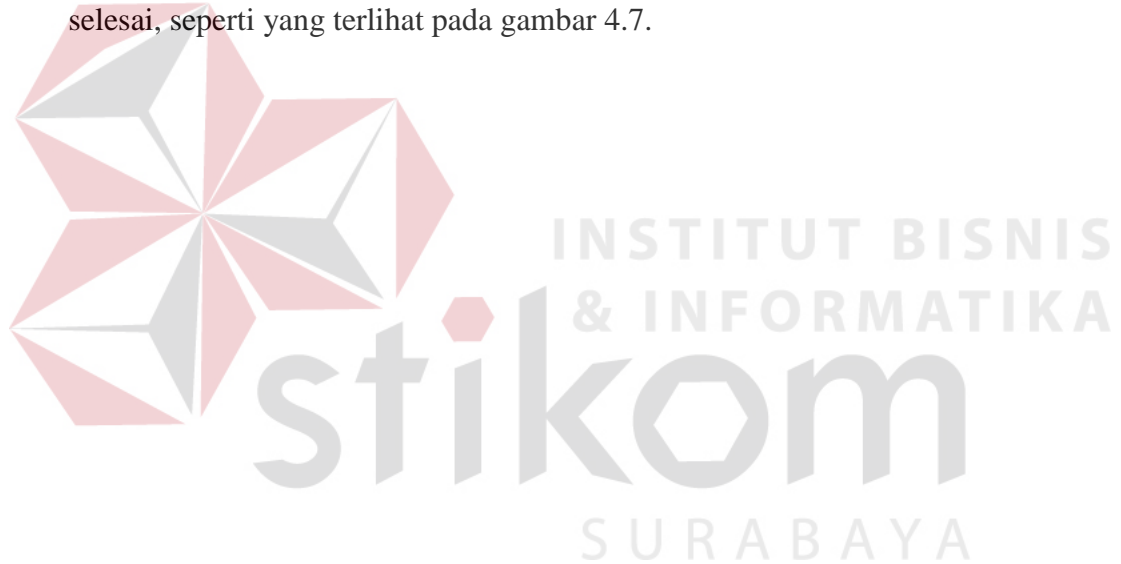 selesai, seperti yang terlihat pada gambar 4.7.
INSTITUT BISNIS
& INFORMATIKA
stikom
SURABAYA